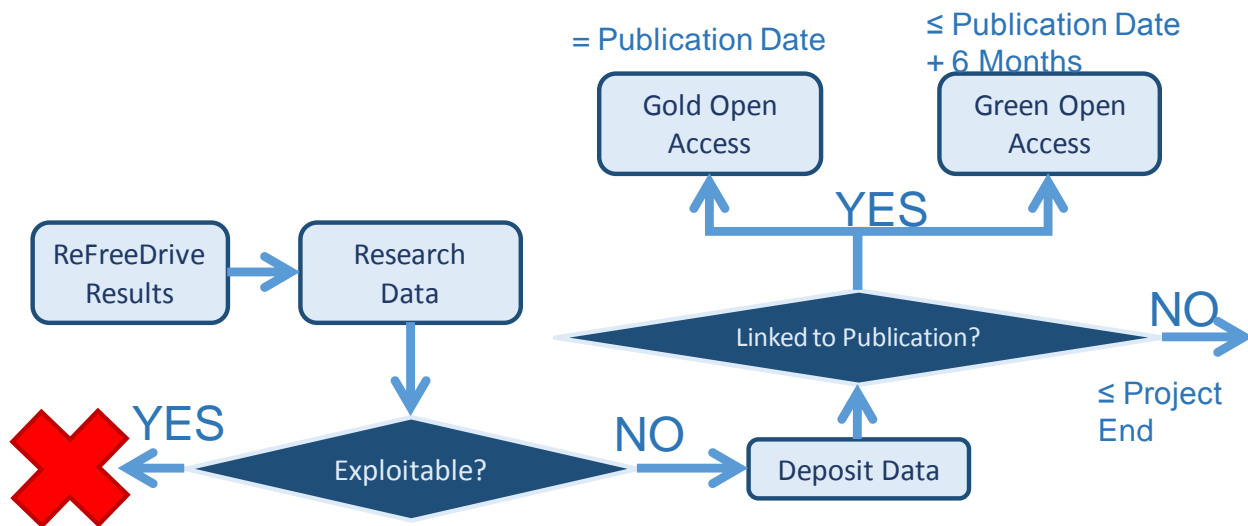 = Publication Date
≤ Publication Date
+ 6 Months
Gold Open
Access
Green Open
Access
YES
ReFreeDrive
Results
Research
Data
Linked to Publication?
NO
≤ Project
End
YES
Exploitable?
NO
Deposit Data